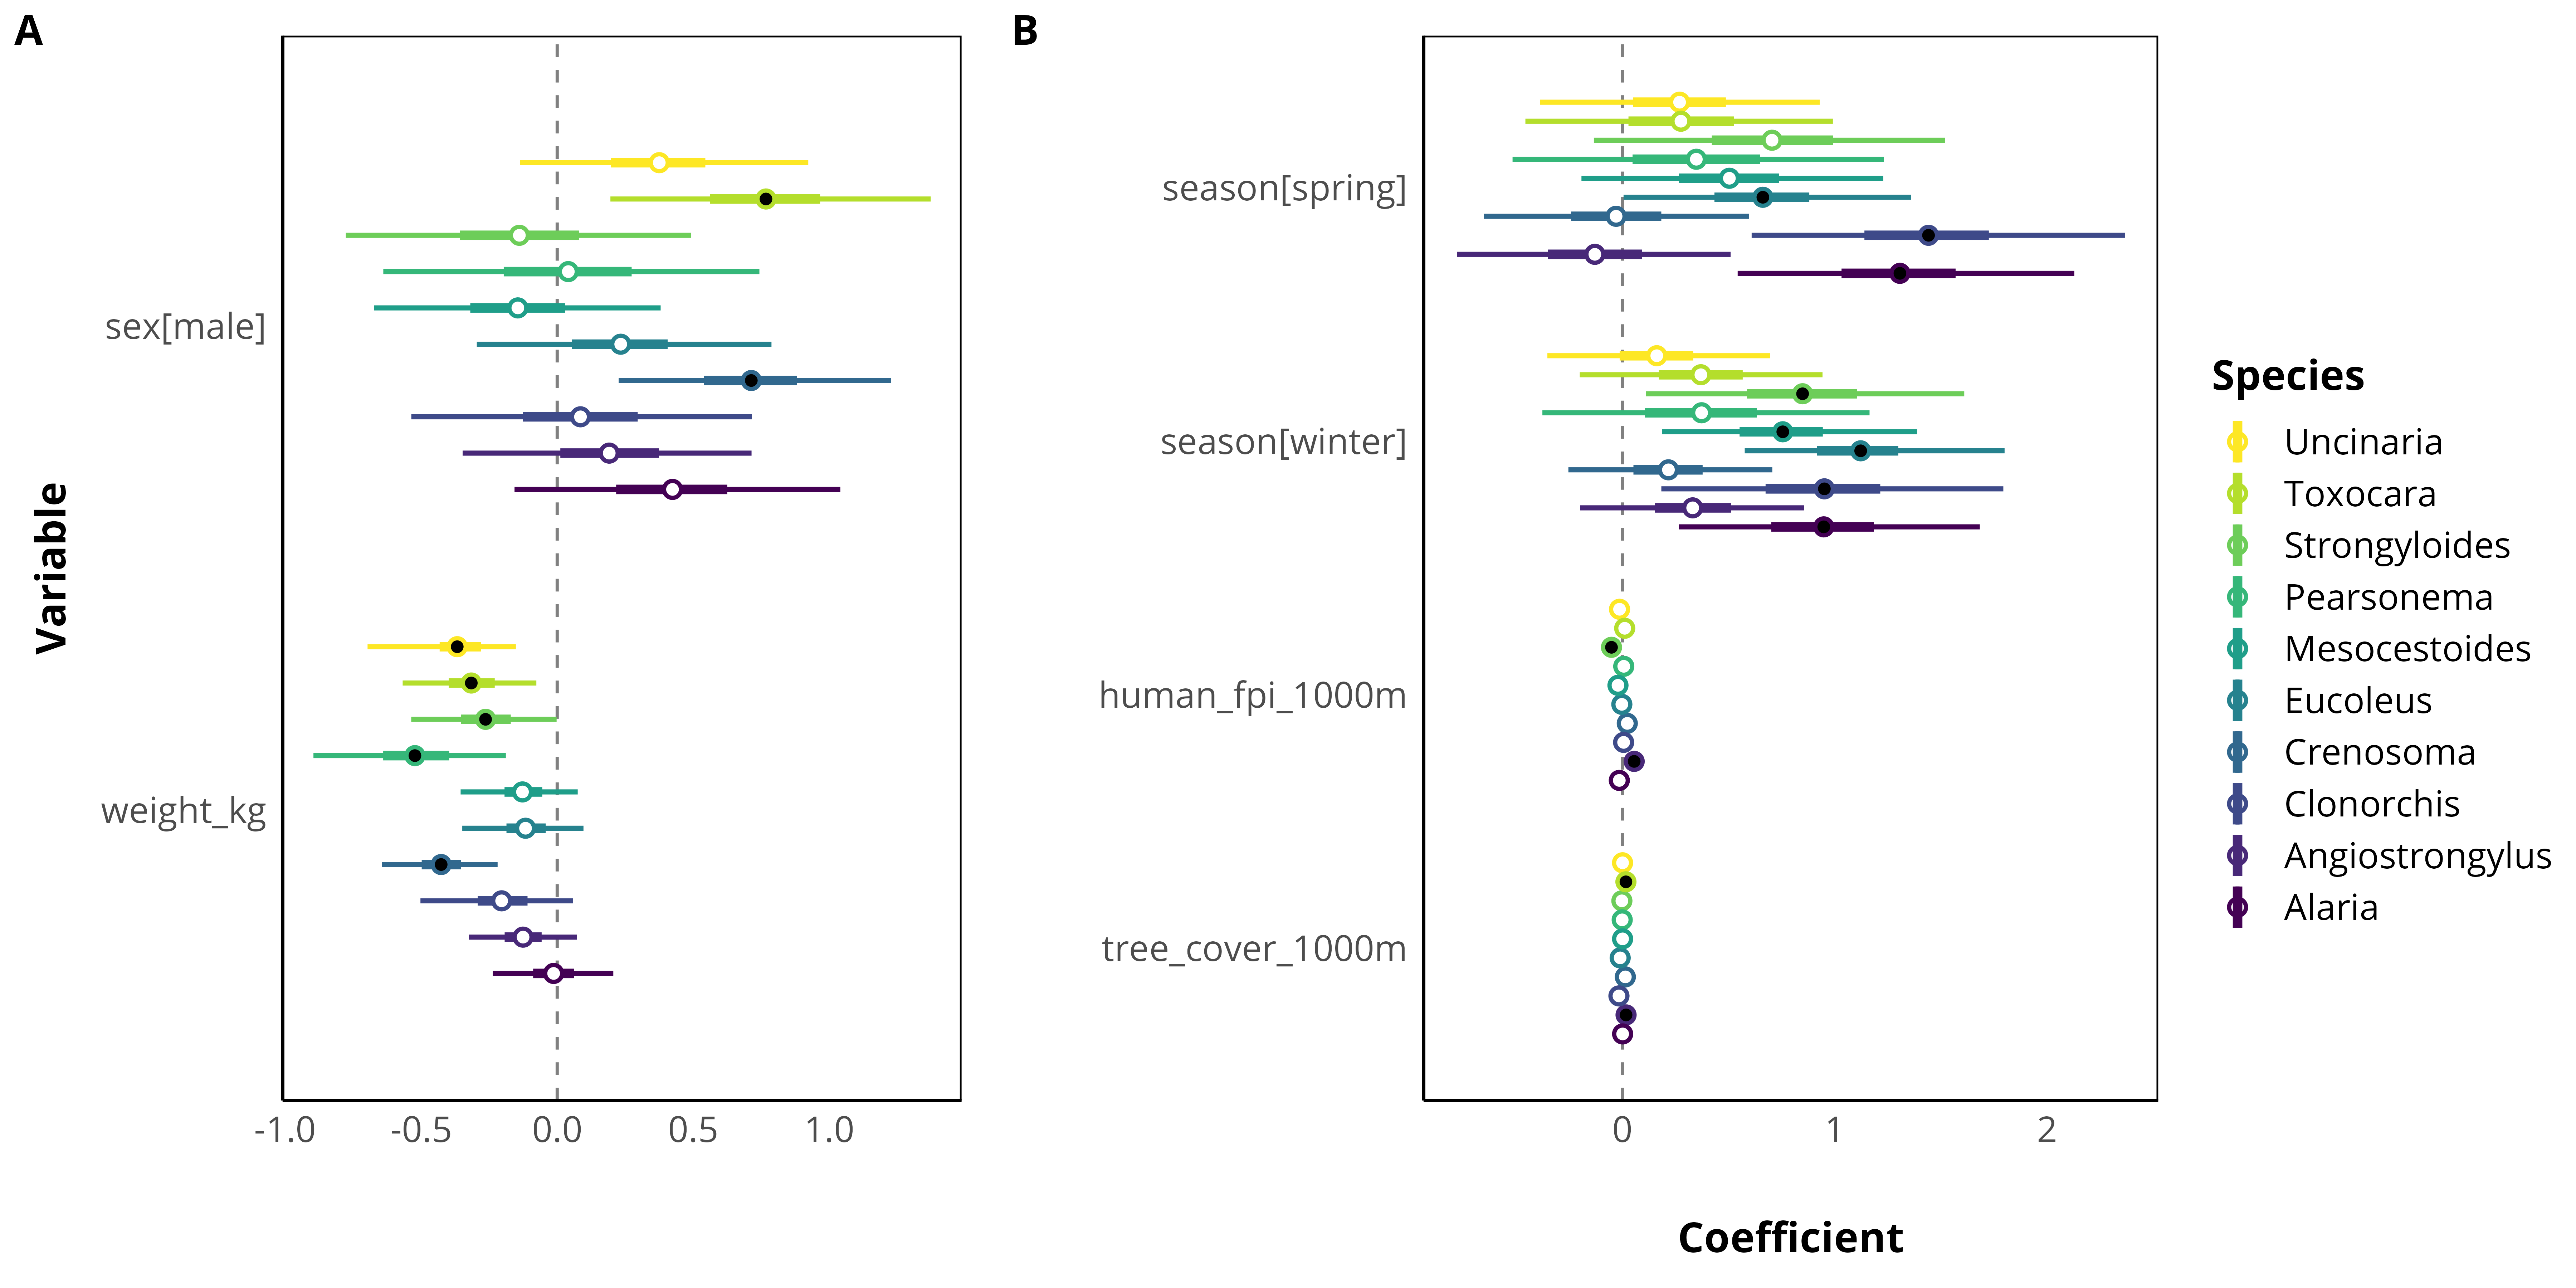 A
B
Variable
sex[male]
weight_kg
-1.0 -0.5 0.0 0.5 1.0
season[spring]
season[winter]
human_fpi_1000m
tree_cover_1000m
0 1 2
Coefficient
Species
Uncinaria
Toxocara
Strongyloides
Pearsonema
Mesocestoides
Eucoleus
Crenosoma
Clonorchis
Angiostrongylus
Alaria